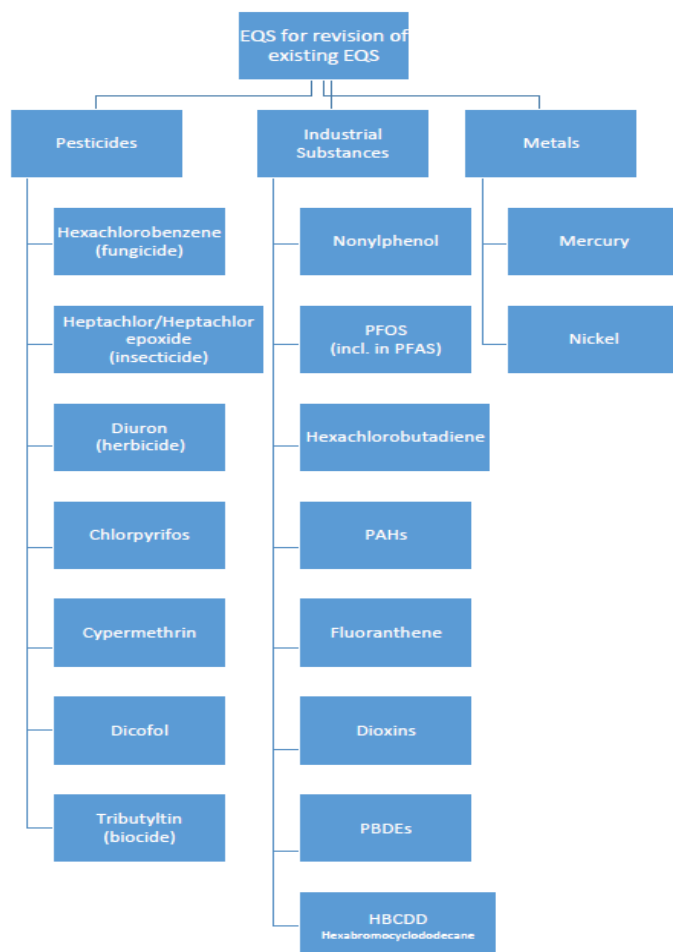 EQS for revision of
existing EQS
Pesticides
Industrial
Substances
Metals
Hexachlorobenzene
(fungicide)
Heptachlor/Heptachlor
epoxide
(insecticide)
Diuron
(herbicide)
Chlorpyrifos
Cypermethrin
Dicofol
Tributyltin
(biocide)
Nonylphenol
PFOS
(incl. in PFAS)
Hexachlorobutadiene
PAHs
Fluoranthene
Dioxins
PBDEs
HBCDD
Hexabromocyclododecane
Mercury
Nickel